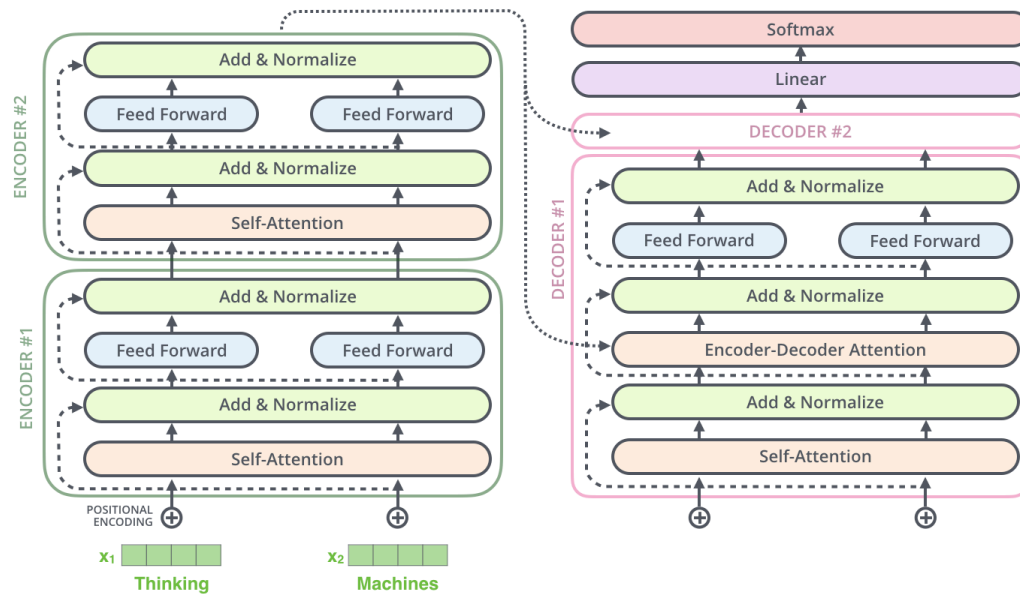 ENCODER #2
Add & Normalize
Feed Forward
Feed Forward
Add & Normalize
Self-Attention
ENCODER #1
Add & Normalize
Feed Forward
Feed Forward
Add & Normalize
Self-Attention
POSITIONAL
ENCODING
x1
x2
Thinking
Machines
Softmax
Linear
DECODER #2
DECODER #1
Add & Normalize
Feed Forward
Feed Forward
Add & Normalize
Encoder-Decoder Attention
Add & Normalize
Self-Attention